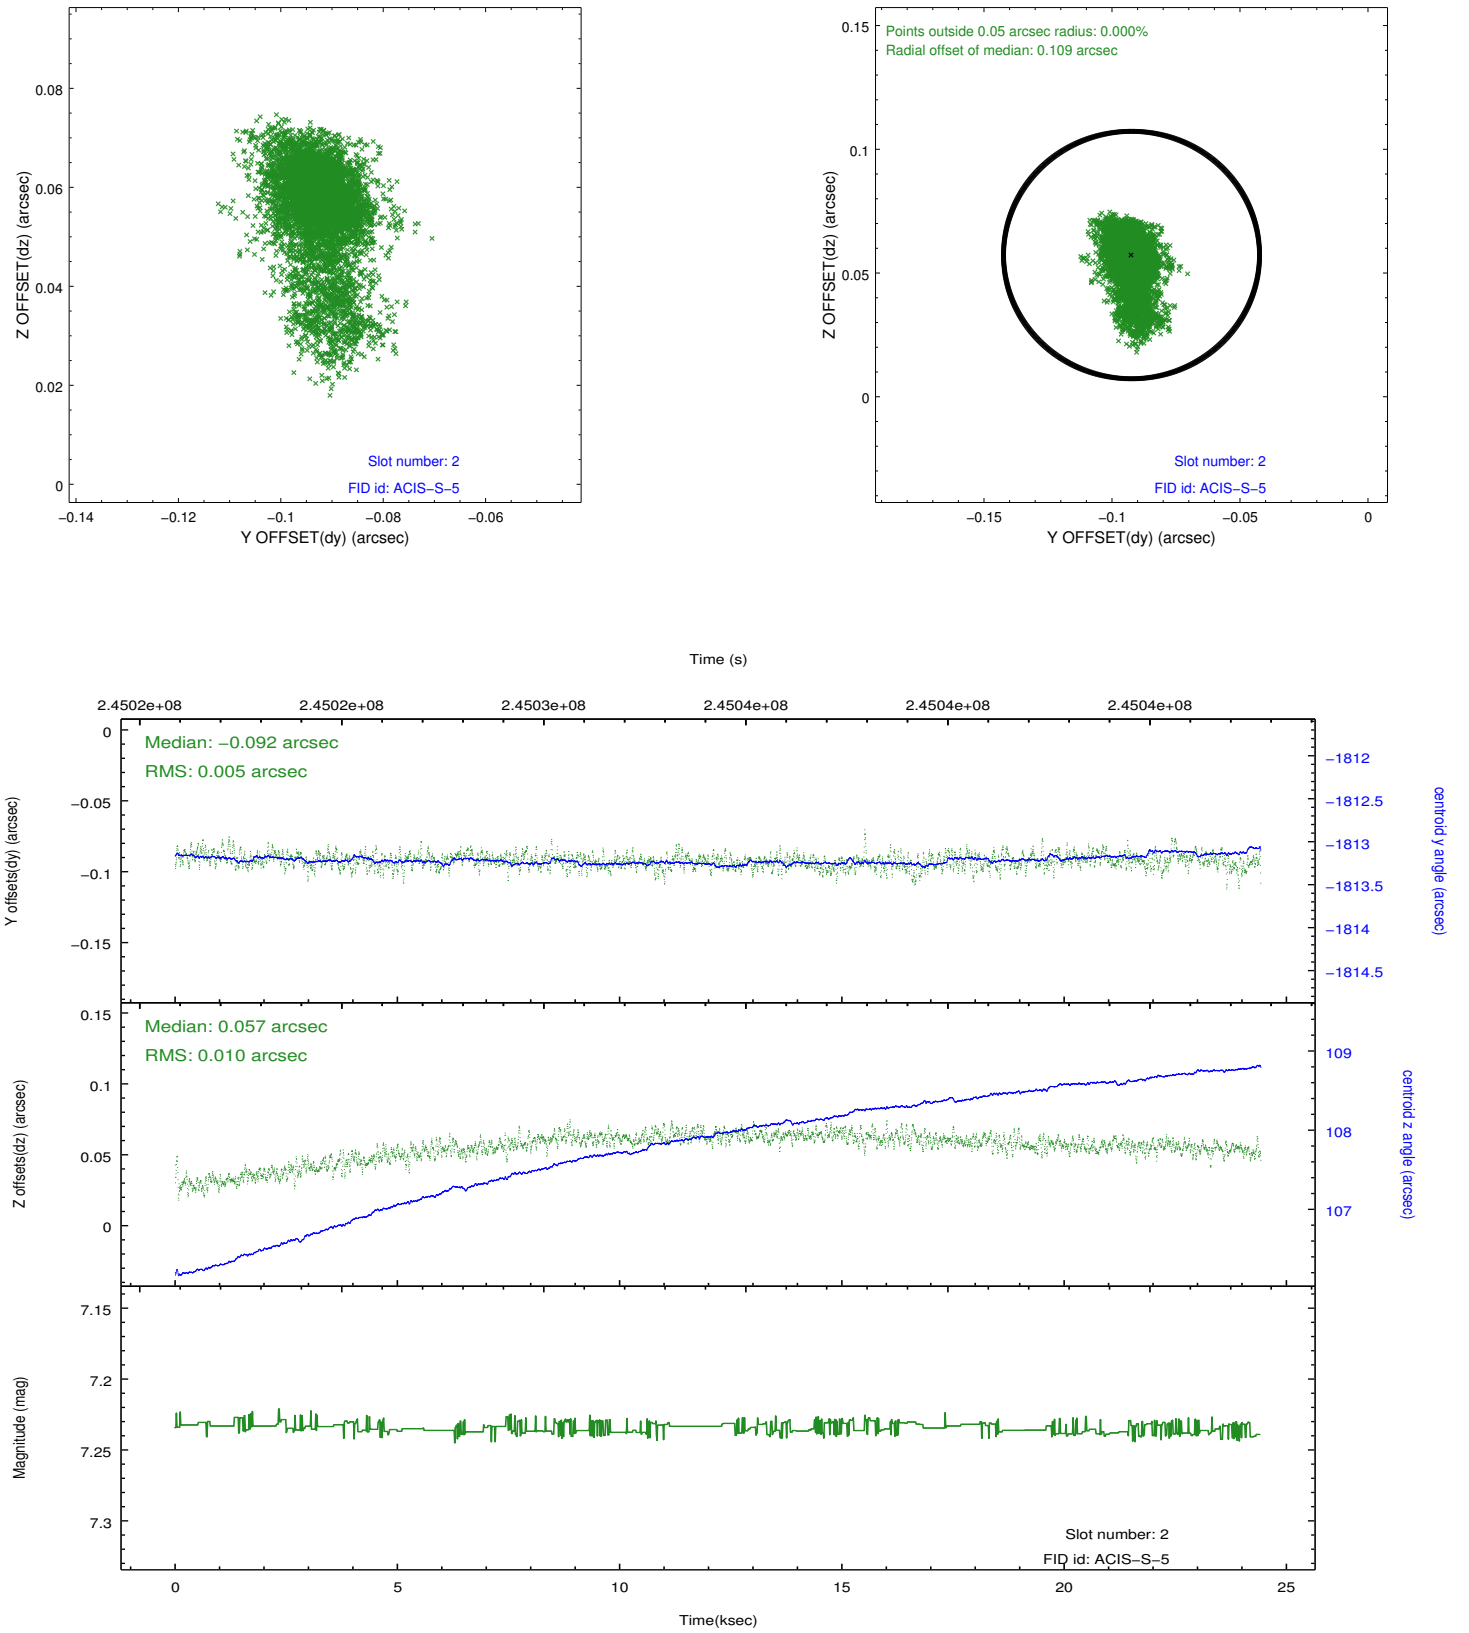 0.08
0.06
0.04
0.02
0
Z OFFSET(dz) (arcsec)
Slot number: 2
FID id: ACIS−S−5
−0.14
−0.12
−0.1
−0.08
−0.06
Y OFFSET(dy) (arcsec)
Points outside 0.05 arcsec radius: 0.000%
Radial offset of median: 0.109 arcsec
0.15
0.1
0.05
0
Z OFFSET(dz) (arcsec)
Slot number: 2
FID id: ACIS−S−5
−0.15
−0.1
−0.05
0
Y OFFSET(dy) (arcsec)
Time (s)
2.4502e+08
2.4502e+08
2.4503e+08
2.4504e+08
2.4504e+08
2.4504e+08
Median: −0.092 arcsec
RMS: 0.005 arcsec
0
−0.05
−0.1
−0.15
Y offsets(dy) (arcsec)
−1812
−1812.5
−1813
−1813.5
−1814
−1814.5
centroid y angle (arcsec)
Median: 0.057 arcsec
RMS: 0.010 arcsec
0.15
0.1
0.05
0
Z offsets(dz) (arcsec)
109
108
107
centroid z angle (arcsec)
7.15
7.2
7.25
7.3
Magnitude (mag)
Slot number: 2
FID id: ACIS−S−5
0
5
10
15
20
25
Time(ksec)